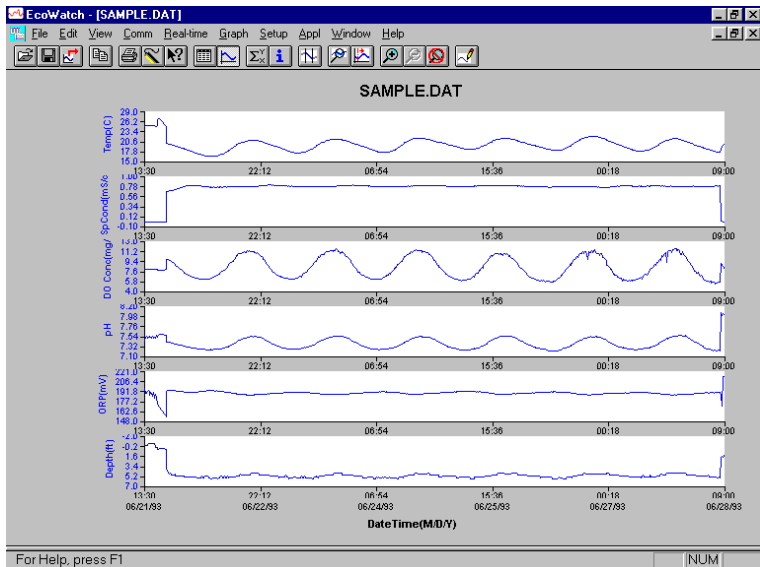 EcoWatch - [SAMPLE.DAT]
File Edit View Comm Real-time Graph Setup Appl Window Help
SAMPLE.DAT
Temp(C)
29.0
26.2
23.4
20.6
17.8
15.0
13:30 22:12 06:54 15:36 00:18 09:00
SpCond(mS/c
1.00
0.78
0.56
0.34
0.12
-0.10
13:30 22:12 06:54 15:36 00:18 09:00
DO Conc(mg/
13.0
11.2
9.4
7.6
5.8
4.0
13:30 22:12 06:54 15:36 00:18 09:00
pH
8.20
7.98
7.76
7.54
7.32
7.10
13:30 22:12 06:54 15:36 00:18 09:00
ORP(mV)
221.0
206.4
191.8
177.2
162.6
148.0
13:30 22:12 06:54 15:36 00:18 09:00
Depth(ft)
-2.0
-0.2
1.6
3.4
5.2
7.0
13:30 22:12 06:54 15:36 00:18 09:00
06/21/93 06/22/93 06/24/93 06/25/93 06/27/93 06/28/93
DateTime(M/D/Y)
For Help, press F1 NUM